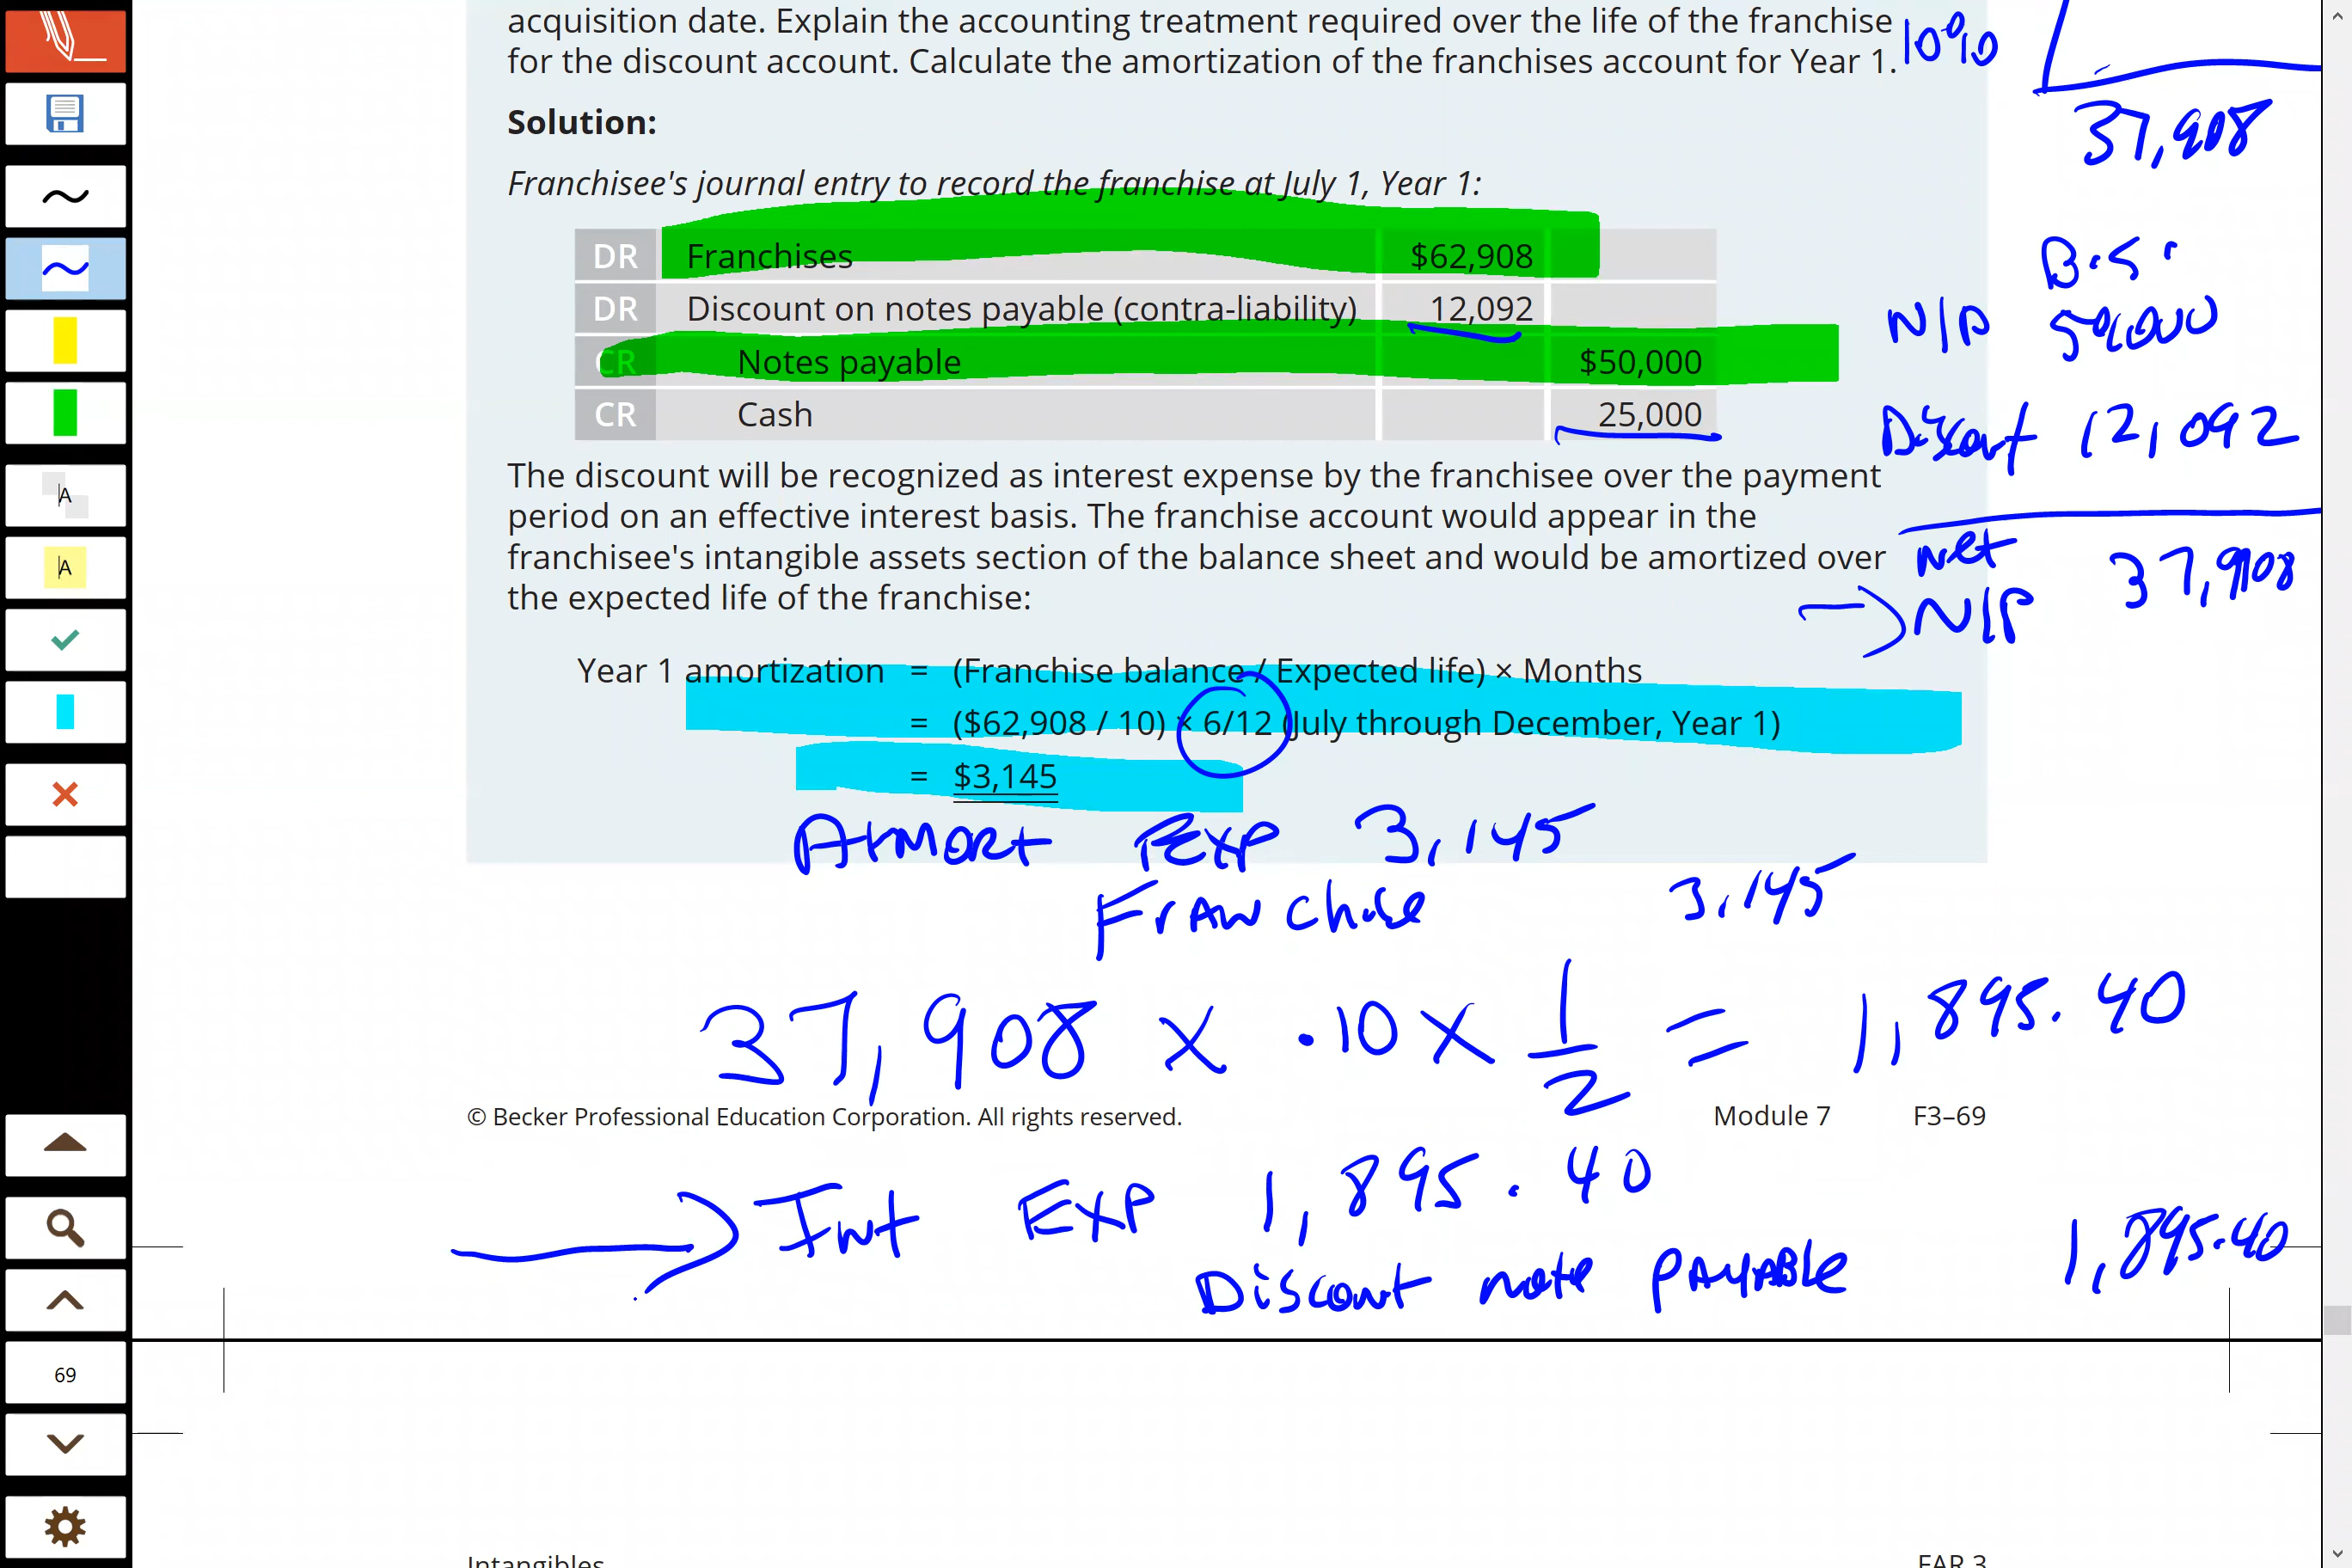 acquisition date. Explain the accounting treatment required over the life of the franchise
for the discount account. Calculate the amortization of the franchises account for Year 1.
10%
37,908
Solution:
Franchisee's journal entry to record the franchise at July 1, Year 1:
DR Franchises $62,908
DR Discount on notes payable (contra-liability) 12,092
CR Notes payable $50,000
CR Cash 25,000
B.S.
N/P 50,000
Discount 12,092
net
N/P 37,908
The discount will be recognized as interest expense by the franchisee over the payment
period on an effective interest basis. The franchise account would appear in the
franchisee's intangible assets section of the balance sheet and would be amortized over
the expected life of the franchise:
Year 1 amortization = (Franchise balance / Expected life) × Months
= ($62,908 / 10) × 6/12 (July through December, Year 1)
= $3,145
Amort Exp 3,145
Franchise 3,145
37,908 × .10 × 1/2 = 1,895.40
© Becker Professional Education Corporation. All rights reserved. Module 7 F3–69
Int Exp 1,895.40
Discount note payable 1,895.40
A
A
69
Intangibles FAR 3